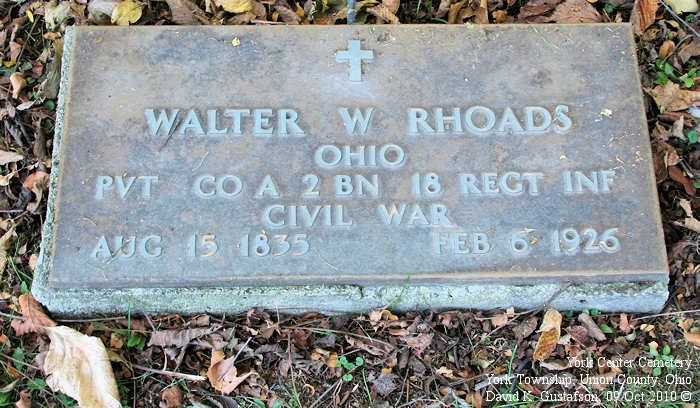 WALTER W RHOADS
OHIO
PVT CO A 2 BN 18 REGT INF
CIVIL WAR
AUG 15 1835 FEB 6 1926
York Center Cemetery
York Township, Union County, Ohio
David K. Gustafson, 09 Oct 2010 ©